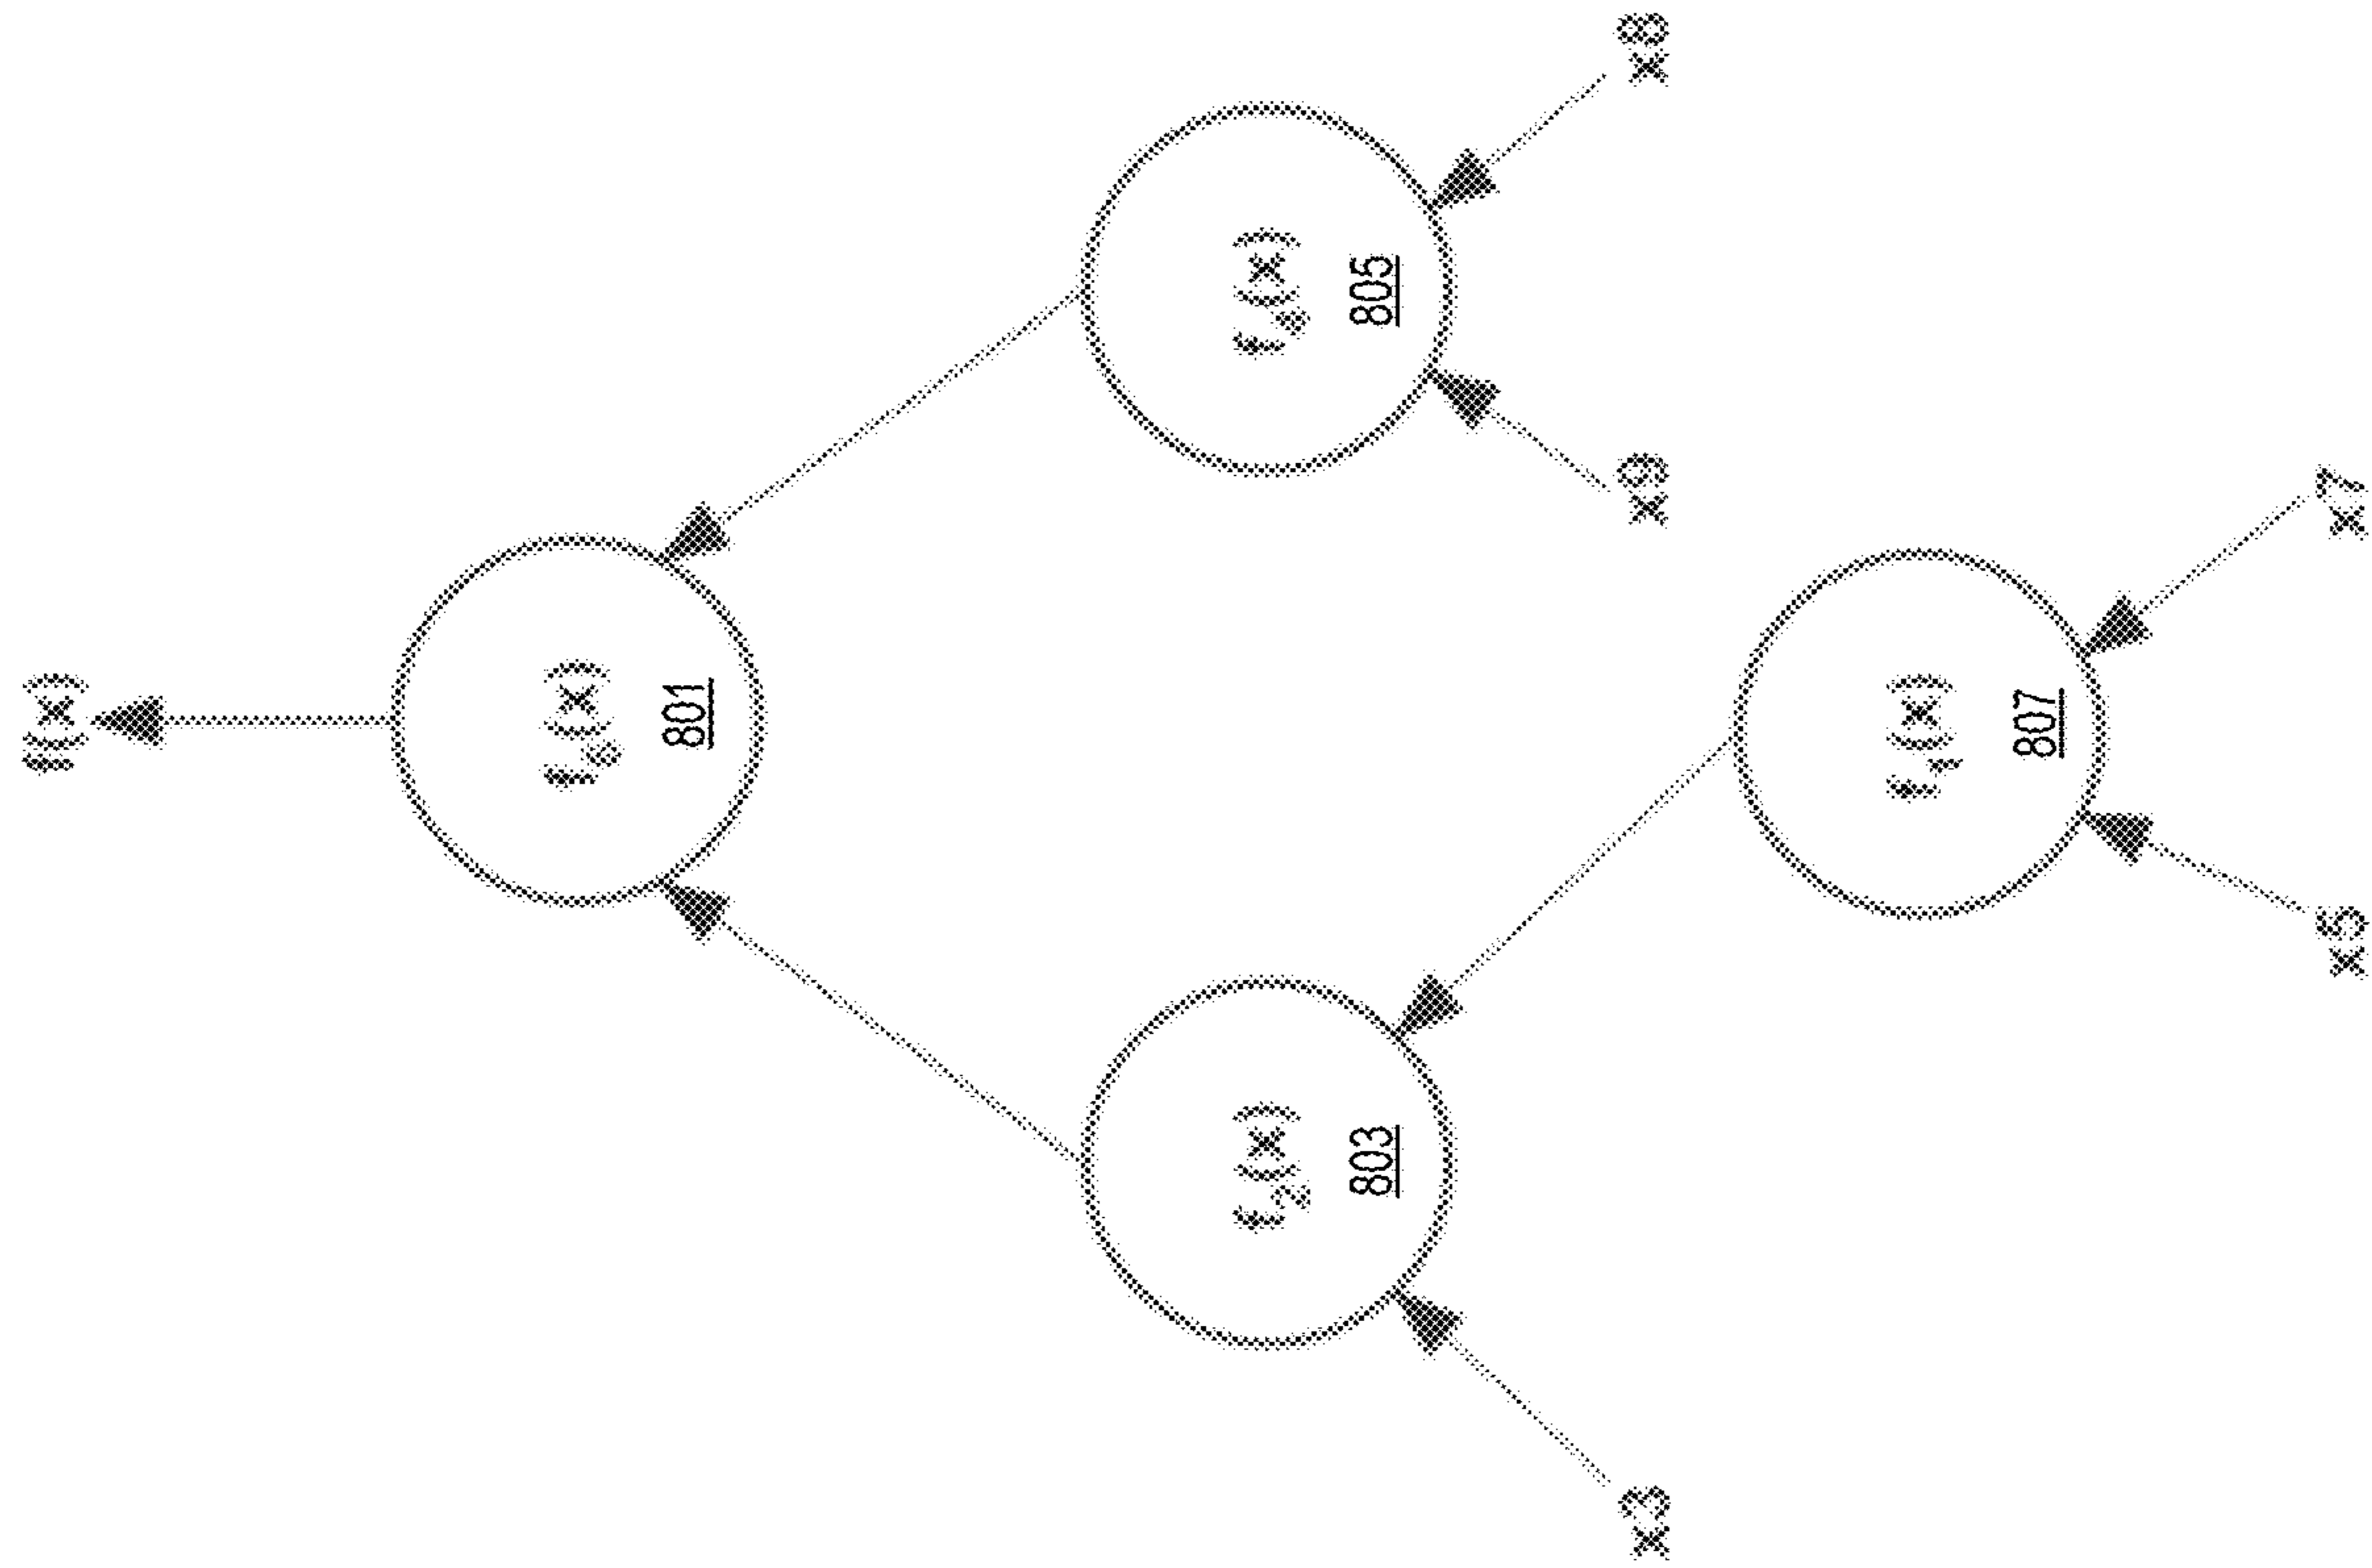 f(x)
f₆(x)
801
f₂(x)
803
f₄(x)
805
x3
x9
x8
f₁(x)
807
x5
x7